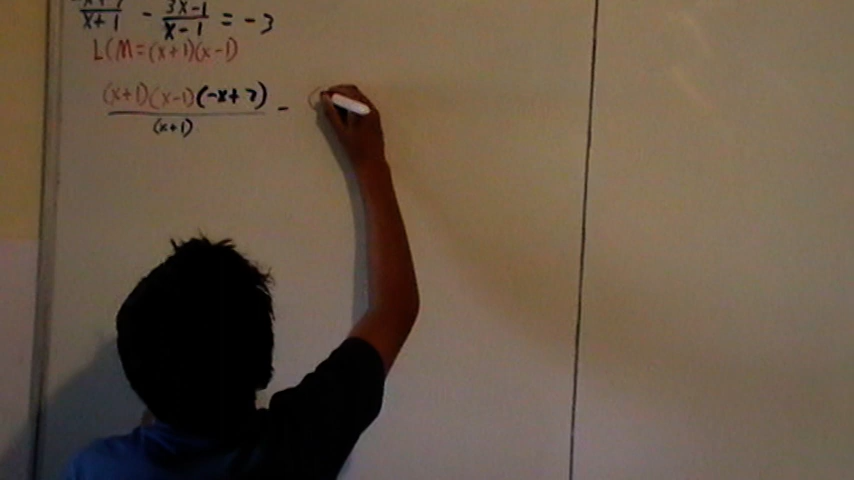 -x+7/x+1 - 3x-1/x-1 = -3
LCM=(x+1)(x-1)
(x+1)(x-1)(-x+7)/(x+1) - (